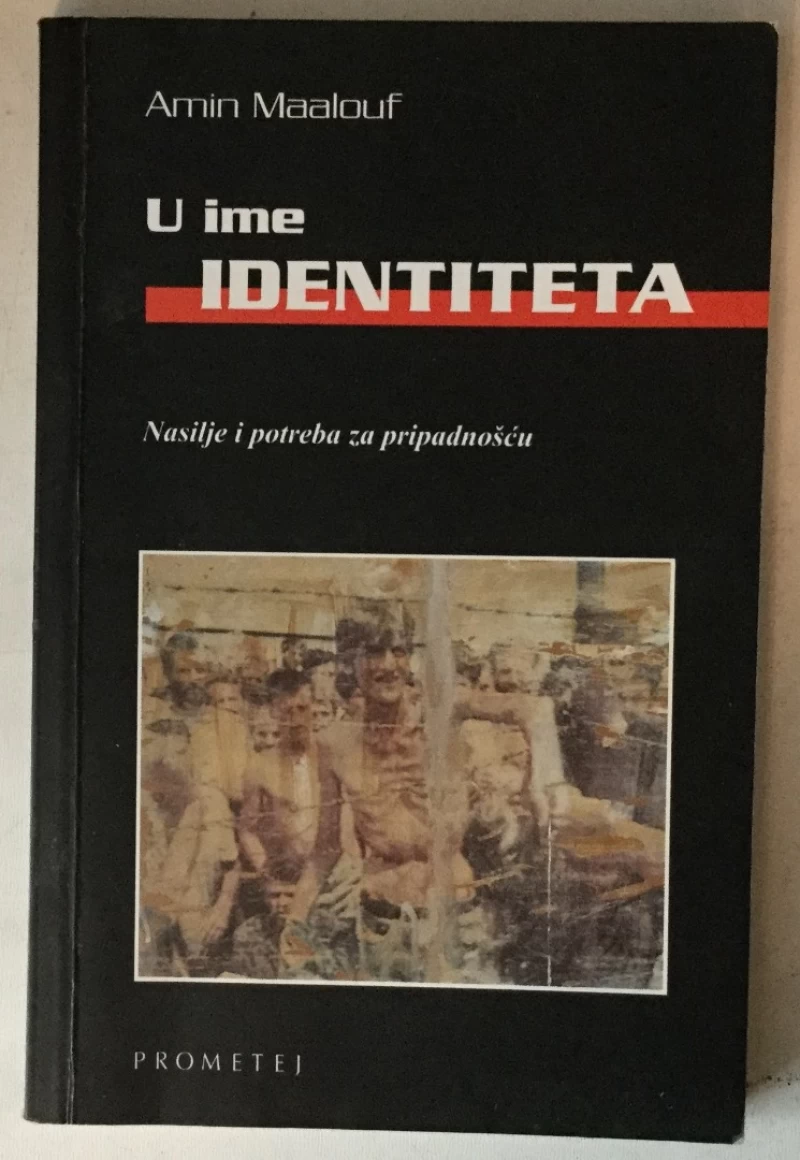 Amin Maalouf
U ime
IDENTITETA
Nasilje i potreba za pripadnošću
PROMETEJ